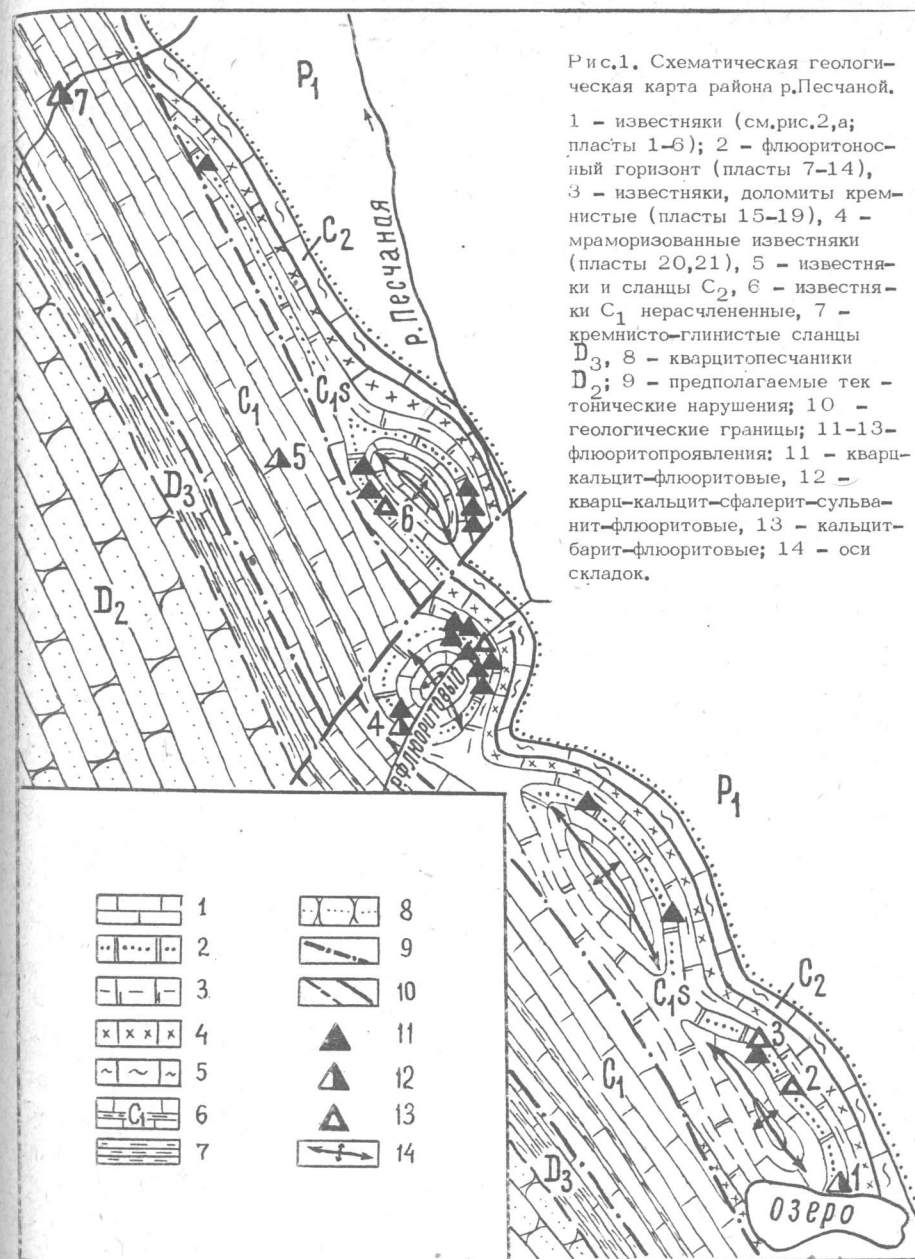 Рис.1. Схематическая геологи-
ческая карта района р.Песчаной.
1 - известняки (см.рис.2,а;
пласты 1-6); 2 - флюоритонос-
ный горизонт (пласты 7-14),
3 - известняки, доломиты крем-
нистые (пласты 15-19), 4 -
мраморизованные известняки
(пласты 20,21), 5 - известня-
ки и сланцы C₂, 6 - известня-
ки C₁ нерасчлененные, 7 -
кремнисто-глинистые сланцы
D₃, 8 - кварцитопесчаники
D₂; 9 - предполагаемые тек -
тонические нарушения; 10 -
геологические границы; 11-13-
флюоритопроявления: 11 - кварц-
кальцит-флюоритовые, 12 -
кварц-кальцит-сфалерит-сульва-
нит-флюоритовые, 13 - кальцит-
барит-флюоритовые; 14 - оси
складок.
P₁
7
C₂
р. Песчаная
C₁
C₁s
5
D₃
6
D₂
4
Р.ФЛЮОРИТОВЫЙ
P₁
C₁s
C₂
3
C₁
2
D₃
1
ОЗЕРО
1
2
3
4
5
C₁ 6
7
8
9
10
11
12
13
14